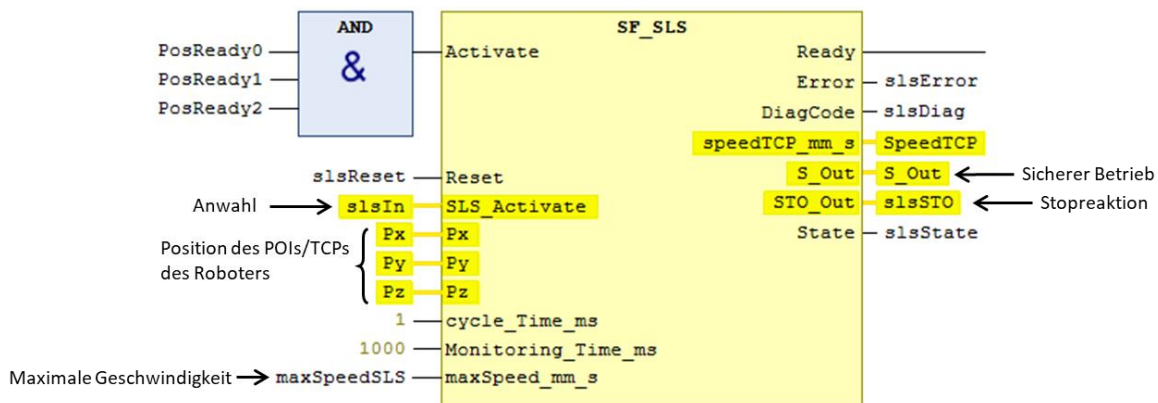 AND
&
PosReady0
PosReady1
PosReady2
SF_SLS
Activate
Ready
Error
slsError
DiagCode
slsDiag
speedTCP_mm_s
SpeedTCP
S_Out
S_Out
Sicherer Betrieb
slsReset
Reset
Anwahl
slsIn
SLS_Activate
STO_Out
slsSTO
Stopreaktion
State
slsState
Position des POIs/TCPs
des Roboters
Px
Px
Py
Py
Pz
Pz
1
cycle_Time_ms
1000
Monitoring_Time_ms
Maximale Geschwindigkeit
maxSpeedSLS
maxSpeed_mm_s